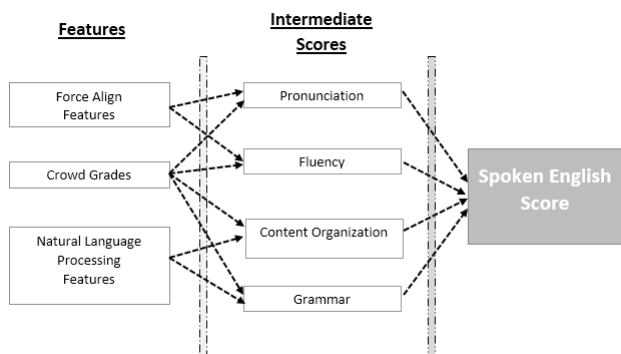 Features
Intermediate
Scores
Force Align
Features
Pronunciation
Crowd Grades
Fluency
Spoken English
Score
Natural Language
Processing
Features
Content Organization
Grammar